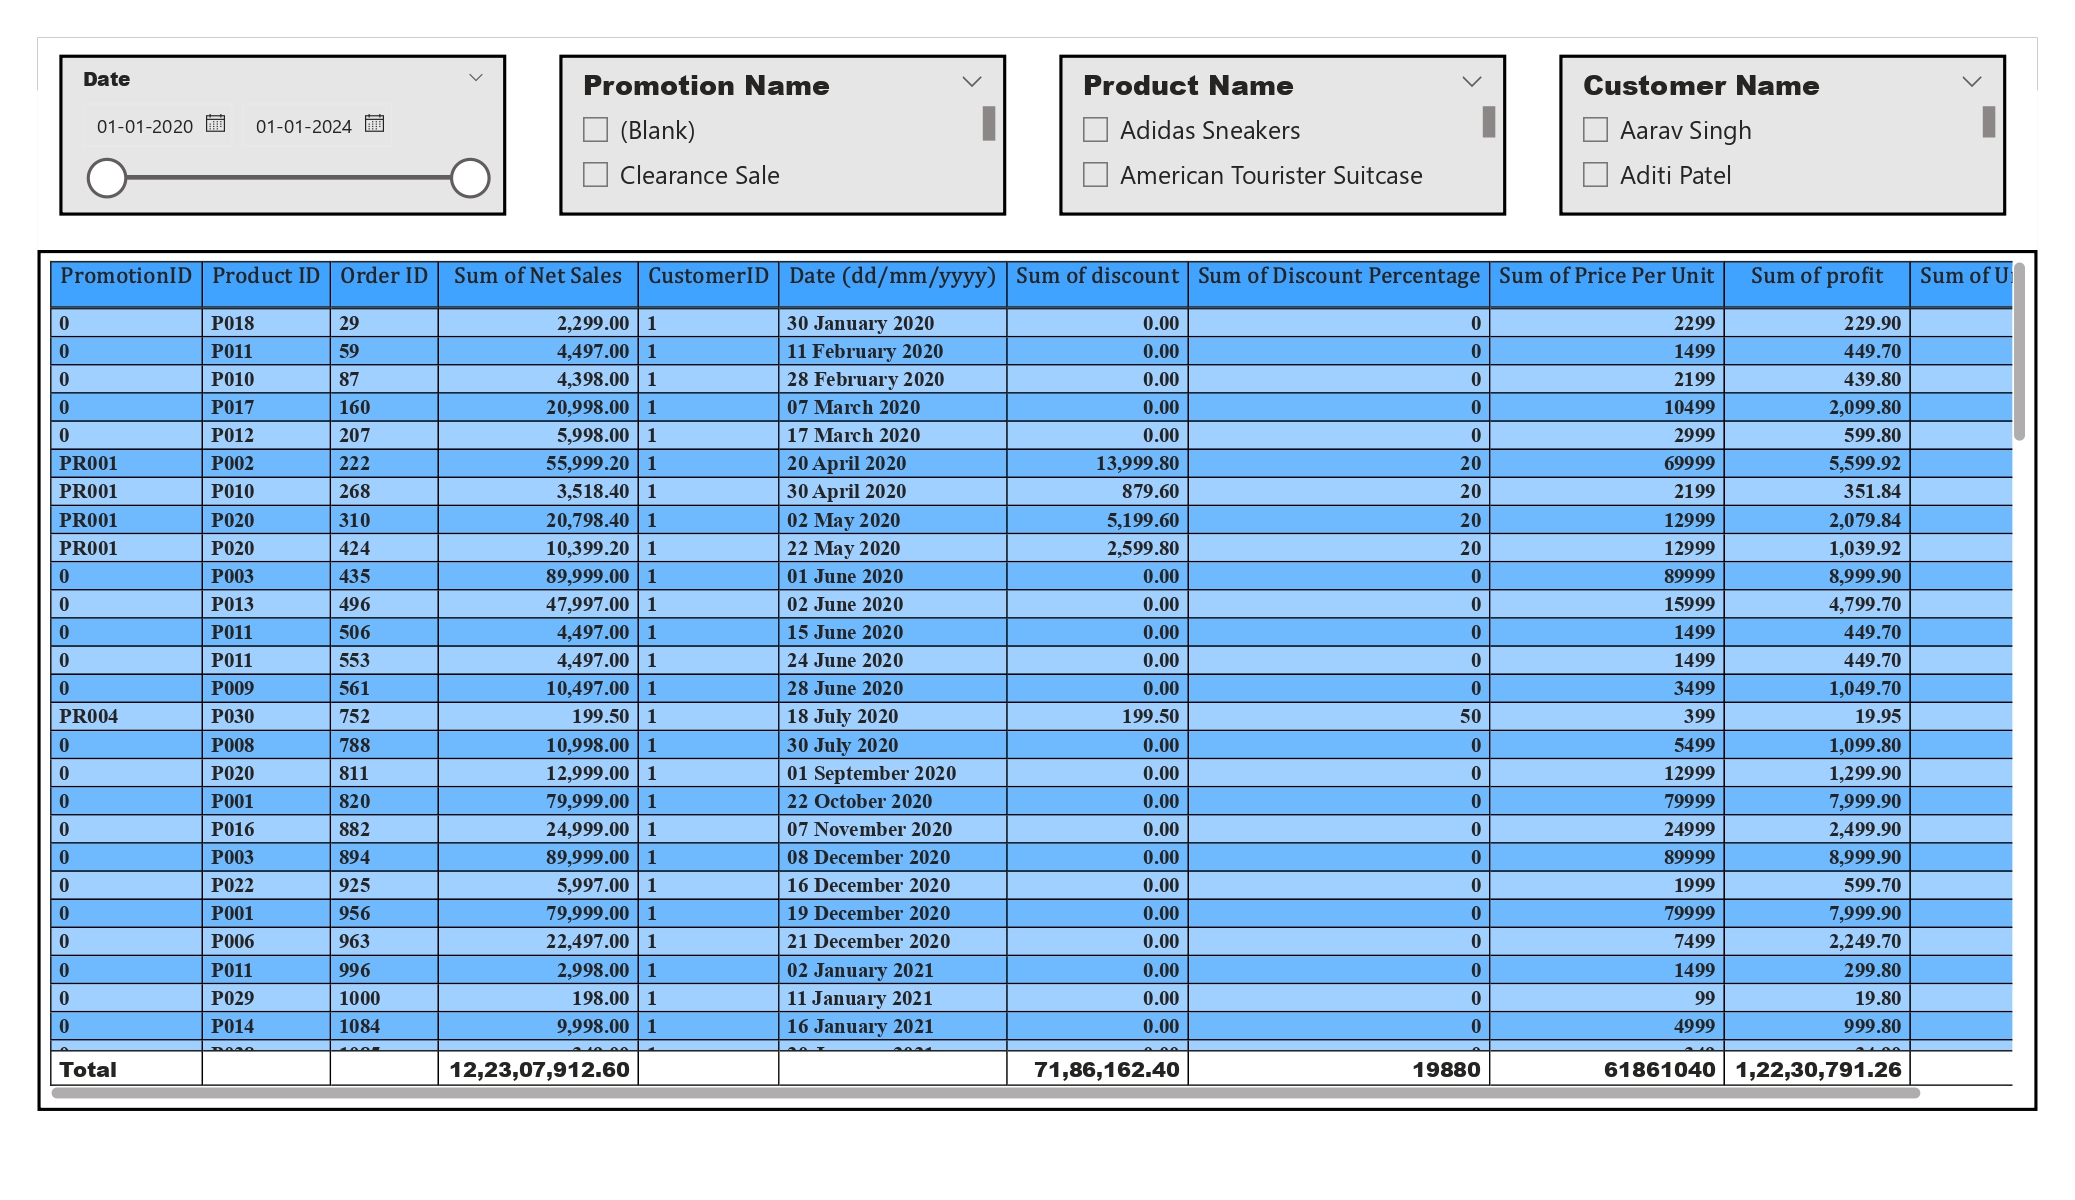 Date
01-01-2020 01-01-2024
Promotion Name
(Blank)
Clearance Sale
Product Name
Adidas Sneakers
American Tourister Suitcase
Customer Name
Aarav Singh
Aditi Patel
PromotionID Product ID Order ID Sum of Net Sales CustomerID Date (dd/mm/yyyy) Sum of discount Sum of Discount Percentage Sum of Price Per Unit Sum of profit Sum of
0 P018 29 2,299.00 1 30 January 2020 0.00 0 2299 229.90
0 P011 59 4,497.00 1 11 February 2020 0.00 0 1499 449.70
0 P010 87 4,398.00 1 28 February 2020 0.00 0 2199 439.80
0 P017 160 20,998.00 1 07 March 2020 0.00 0 10499 2,099.80
0 P012 207 5,998.00 1 17 March 2020 0.00 0 2999 599.80
PR001 P002 222 55,999.20 1 20 April 2020 13,999.80 20 69999 5,599.92
PR001 P010 268 3,518.40 1 30 April 2020 879.60 20 2199 351.84
PR001 P020 310 20,798.40 1 02 May 2020 5,199.60 20 12999 2,079.84
PR001 P020 424 10,399.20 1 22 May 2020 2,599.80 20 12999 1,039.92
0 P003 435 89,999.00 1 01 June 2020 0.00 0 89999 8,999.90
0 P013 496 47,997.00 1 02 June 2020 0.00 0 15999 4,799.70
0 P011 506 4,497.00 1 15 June 2020 0.00 0 1499 449.70
0 P011 553 4,497.00 1 24 June 2020 0.00 0 1499 449.70
0 P009 561 10,497.00 1 28 June 2020 0.00 0 3499 1,049.70
PR004 P030 752 199.50 1 18 July 2020 199.50 50 399 19.95
0 P008 788 10,998.00 1 30 July 2020 0.00 0 5499 1,099.80
0 P020 811 12,999.00 1 01 September 2020 0.00 0 12999 1,299.90
0 P001 820 79,999.00 1 22 October 2020 0.00 0 79999 7,999.90
0 P016 882 24,999.00 1 07 November 2020 0.00 0 24999 2,499.90
0 P003 894 89,999.00 1 08 December 2020 0.00 0 89999 8,999.90
0 P022 925 5,997.00 1 16 December 2020 0.00 0 1999 599.70
0 P001 956 79,999.00 1 19 December 2020 0.00 0 79999 7,999.90
0 P006 963 22,497.00 1 21 December 2020 0.00 0 7499 2,249.70
0 P011 996 2,998.00 1 02 January 2021 0.00 0 1499 299.80
0 P029 1000 198.00 1 11 January 2021 0.00 0 99 19.80
0 P014 1084 9,998.00 1 16 January 2021 0.00 0 4999 999.80
Total 12,23,07,912.60 71,86,162.40 19880 61861040 1,22,30,791.26